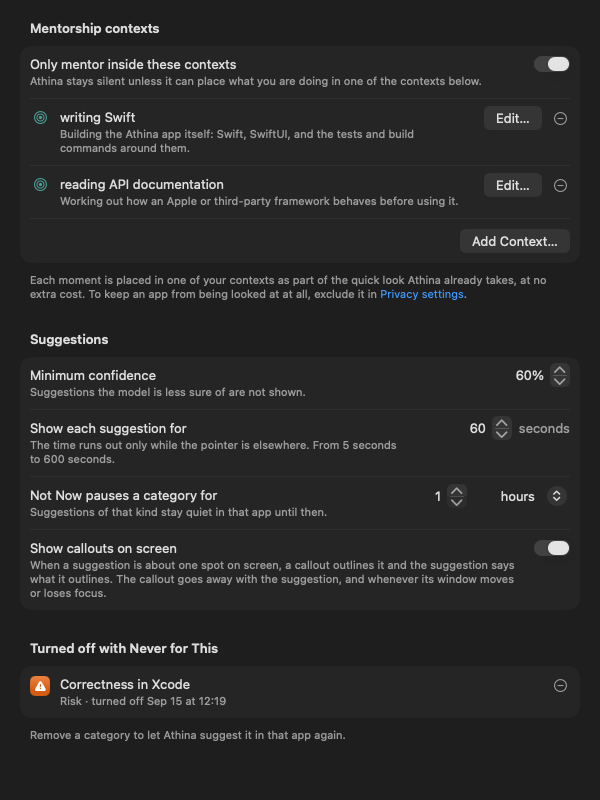 Mentorship contexts
Only mentor inside these contexts
Athina stays silent unless it can place what you are doing in one of the contexts below.
writing Swift
Edit...
Building the Athina app itself: Swift, SwiftUI, and the tests and build
commands around them.
reading API documentation
Edit...
Working out how an Apple or third-party framework behaves before using it.
Add Context...
Each moment is placed in one of your contexts as part of the quick look Athina already takes, at no
extra cost. To keep an app from being looked at at all, exclude it in Privacy settings.
Suggestions
Minimum confidence
60%
Suggestions the model is less sure of are not shown.
Show each suggestion for
60 seconds
The time runs out only while the pointer is elsewhere. From 5 seconds
to 600 seconds.
Not Now pauses a category for
1 hours
Suggestions of that kind stay quiet in that app until then.
Show callouts on screen
When a suggestion is about one spot on screen, a callout outlines it and the suggestion says
what it outlines. The callout goes away with the suggestion, and whenever its window moves
or loses focus.
Turned off with Never for This
Correctness in Xcode
Risk · turned off Sep 15 at 12:19
Remove a category to let Athina suggest it in that app again.